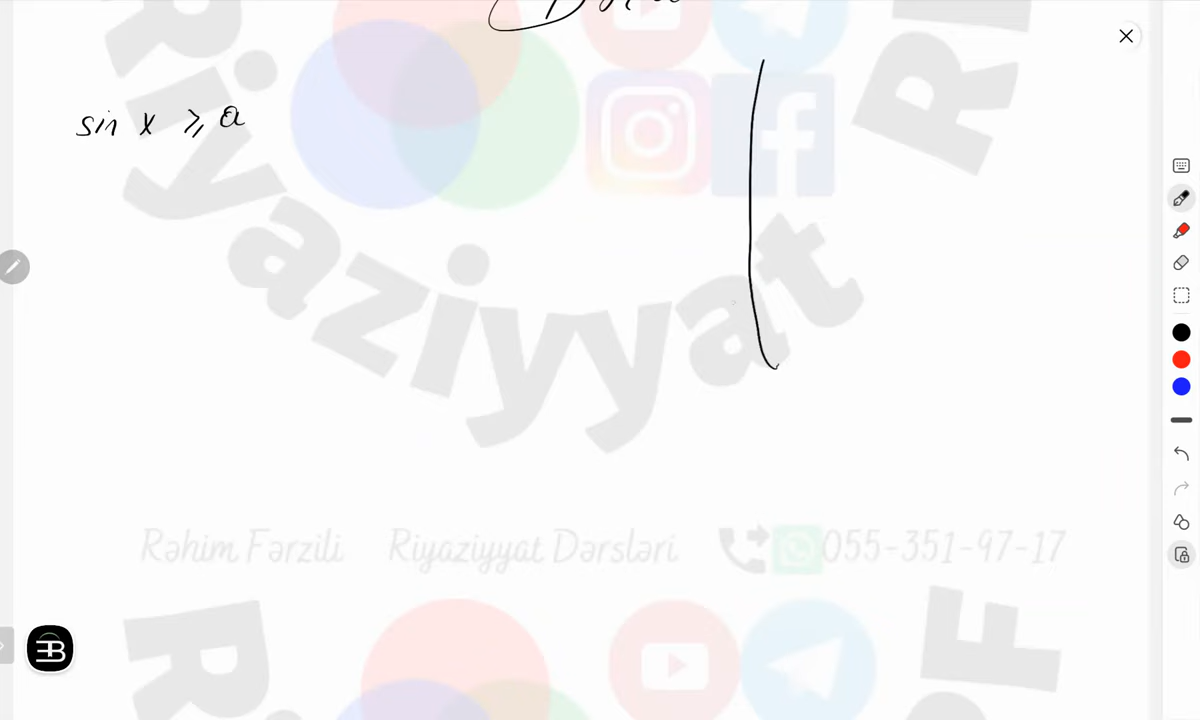 sin x ⩾ a
Riyaziyyat
Rəhim Fərzili Riyaziyyat Dərsləri 055-351-97-17